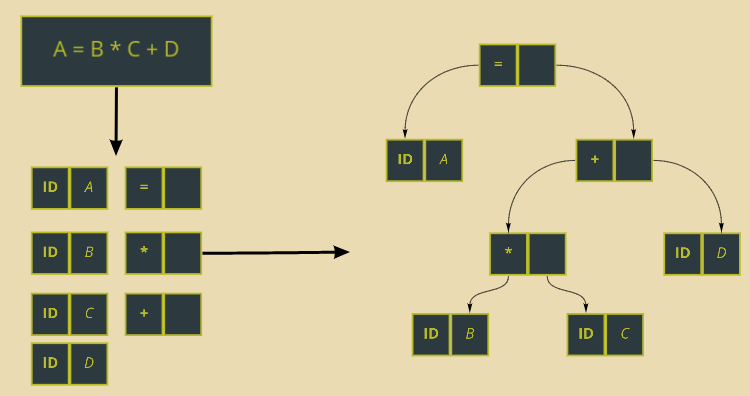 A = B * C + D
ID A =
ID B *
ID C +
ID D
=
ID A
+
*
ID D
ID B
ID C